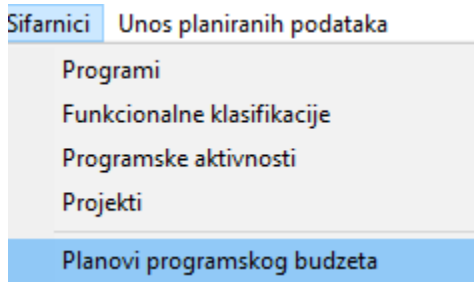 Sifarnici Unos planiranih podataka
Programi
Funkcionalne klasifikacije
Programske aktivnosti
Projekti
Planovi programskog budzeta